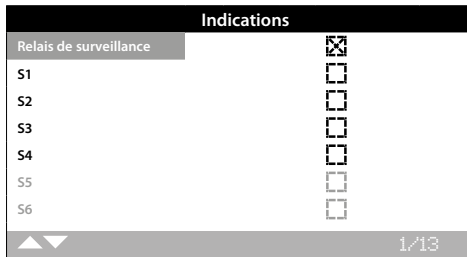 Indications
Relais de surveillance
S1
S2
S3
S4
S5
S6
1/13